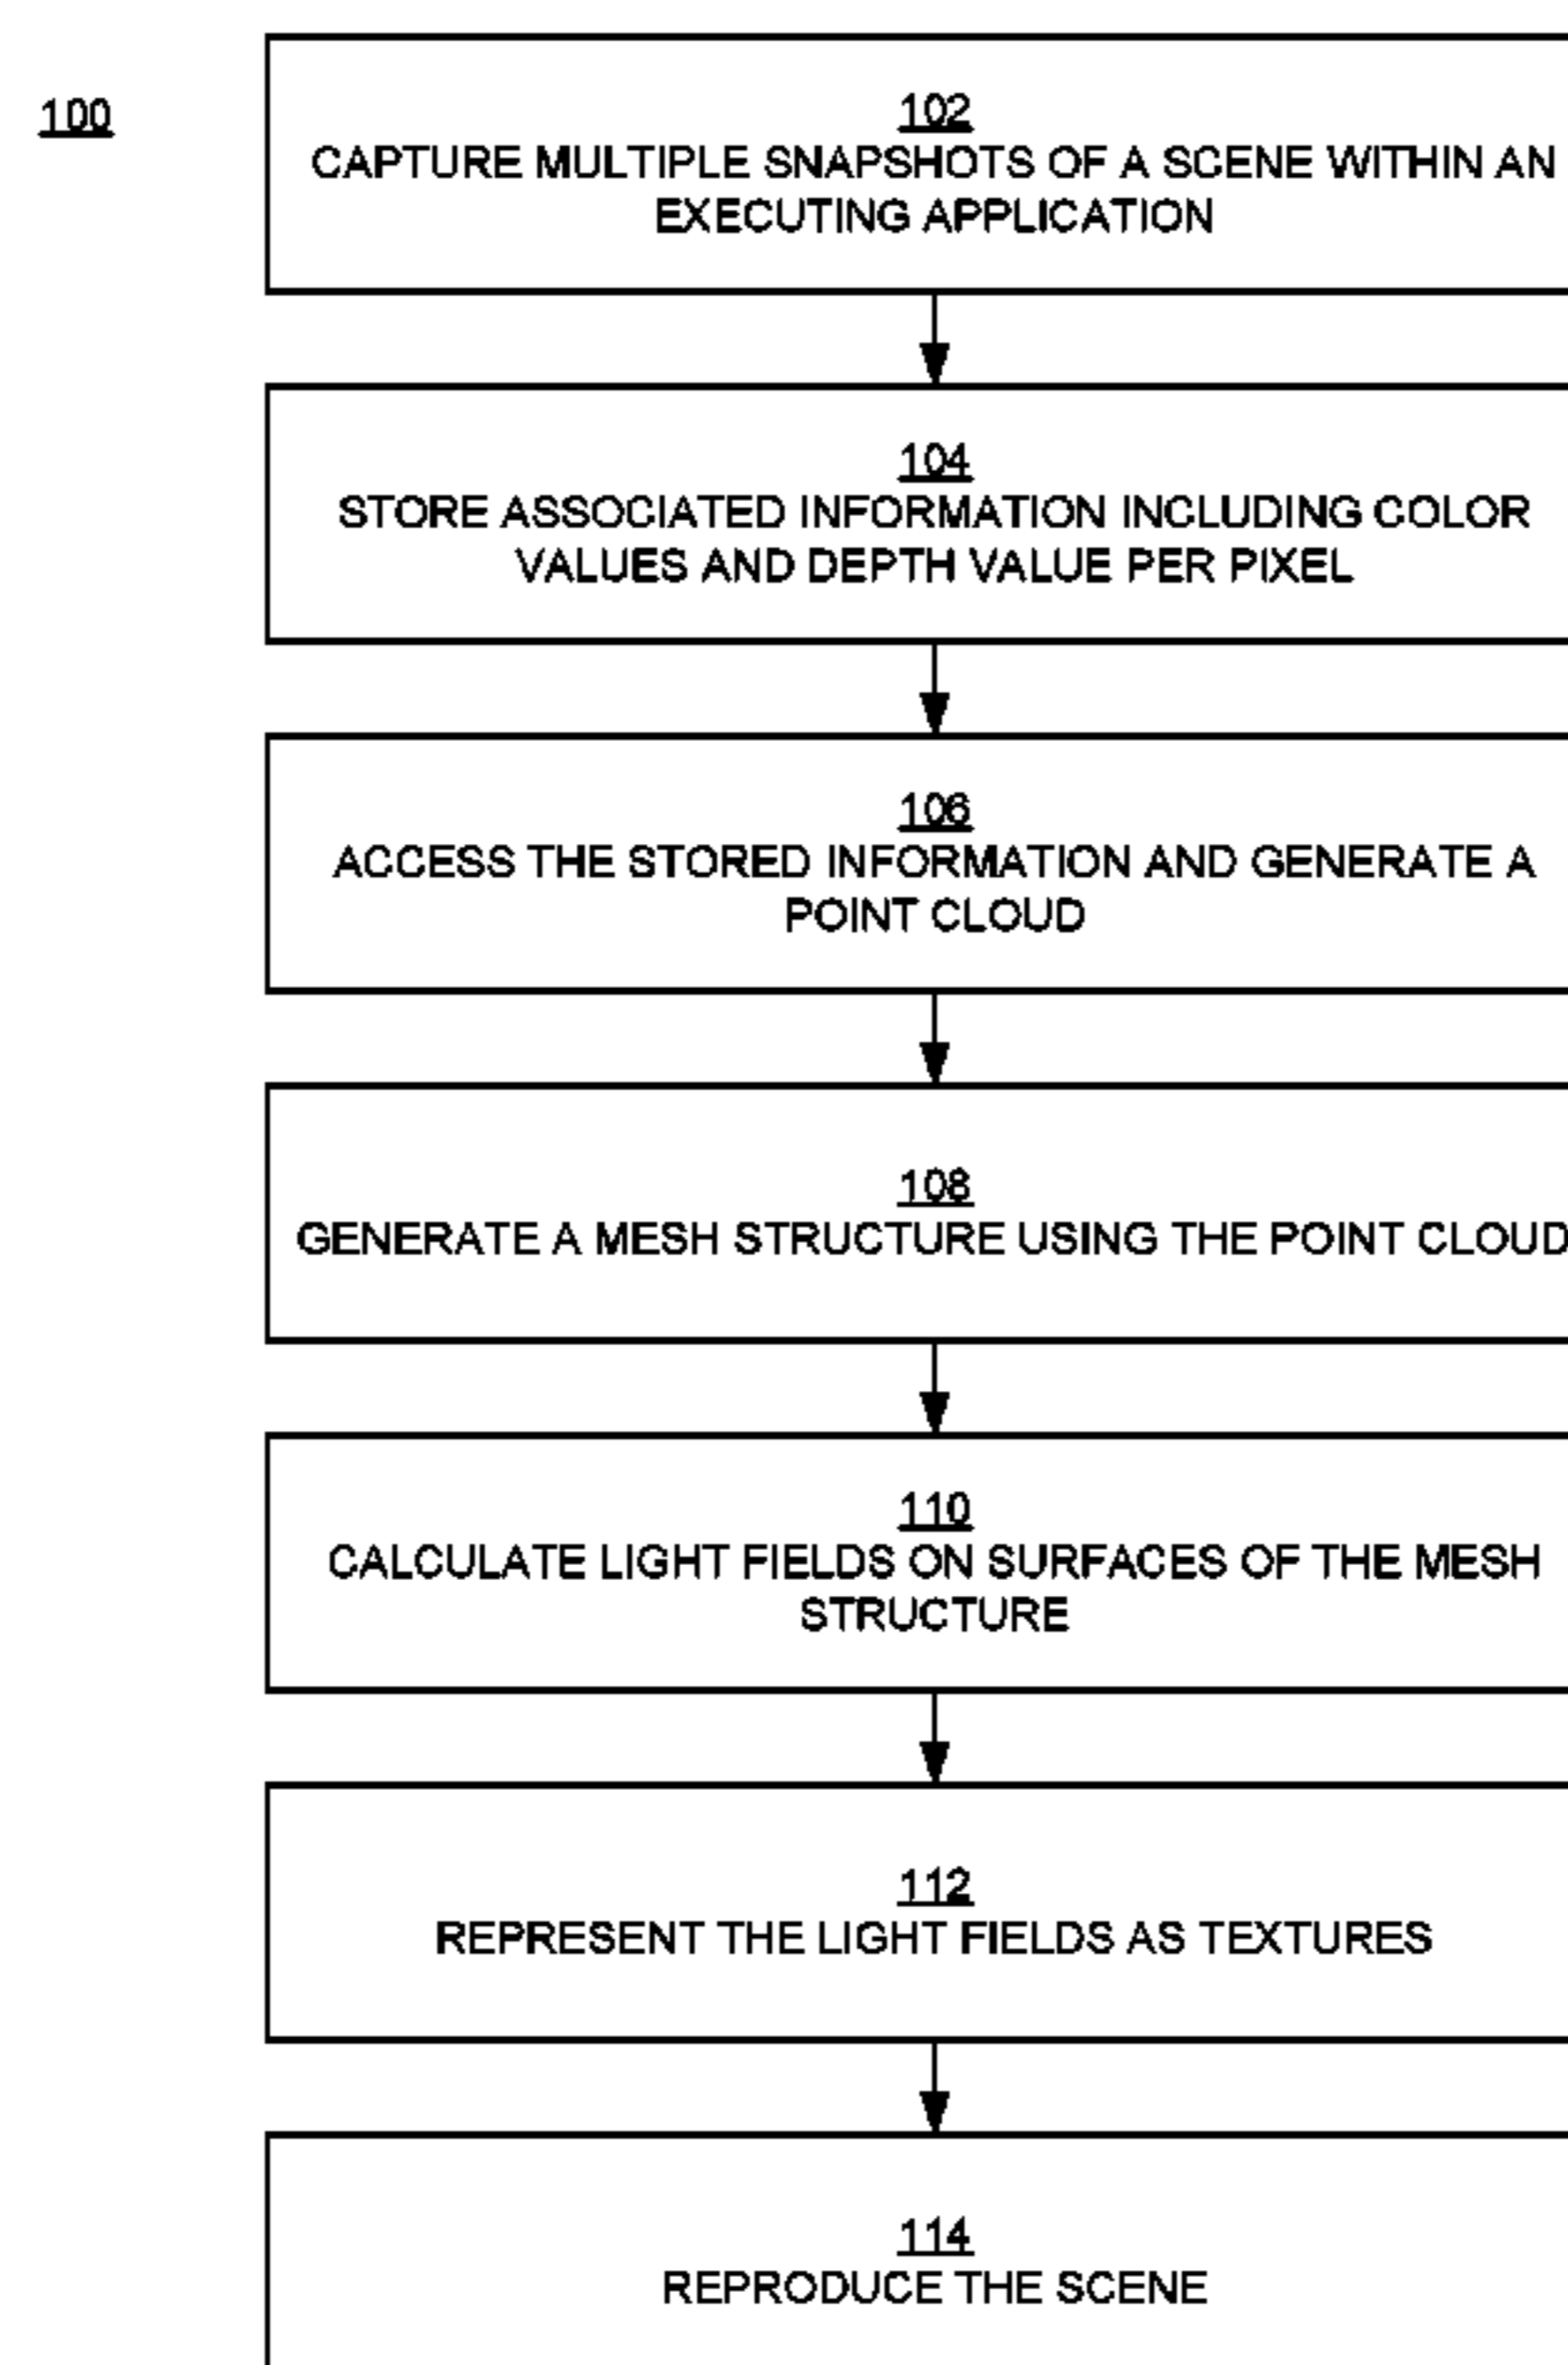 100
102
CAPTURE MULTIPLE SNAPSHOTS OF A SCENE WITHIN AN
EXECUTING APPLICATION
104
STORE ASSOCIATED INFORMATION INCLUDING COLOR
VALUES AND DEPTH VALUE PER PIXEL
106
ACCESS THE STORED INFORMATION AND GENERATE A
POINT CLOUD
108
GENERATE A MESH STRUCTURE USING THE POINT CLOUD
110
CALCULATE LIGHT FIELDS ON SURFACES OF THE MESH
STRUCTURE
112
REPRESENT THE LIGHT FIELDS AS TEXTURES
114
REPRODUCE THE SCENE